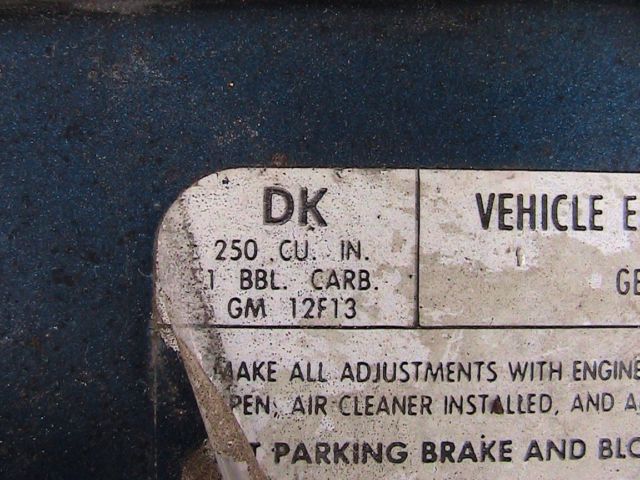 DK
250 CU. IN.
1 BBL. CARB.
GM 12F13
VEHICLE E
GE
MAKE ALL ADJUSTMENTS WITH ENGINE
PEN, AIR CLEANER INSTALLED, AND A
T PARKING BRAKE AND BLO